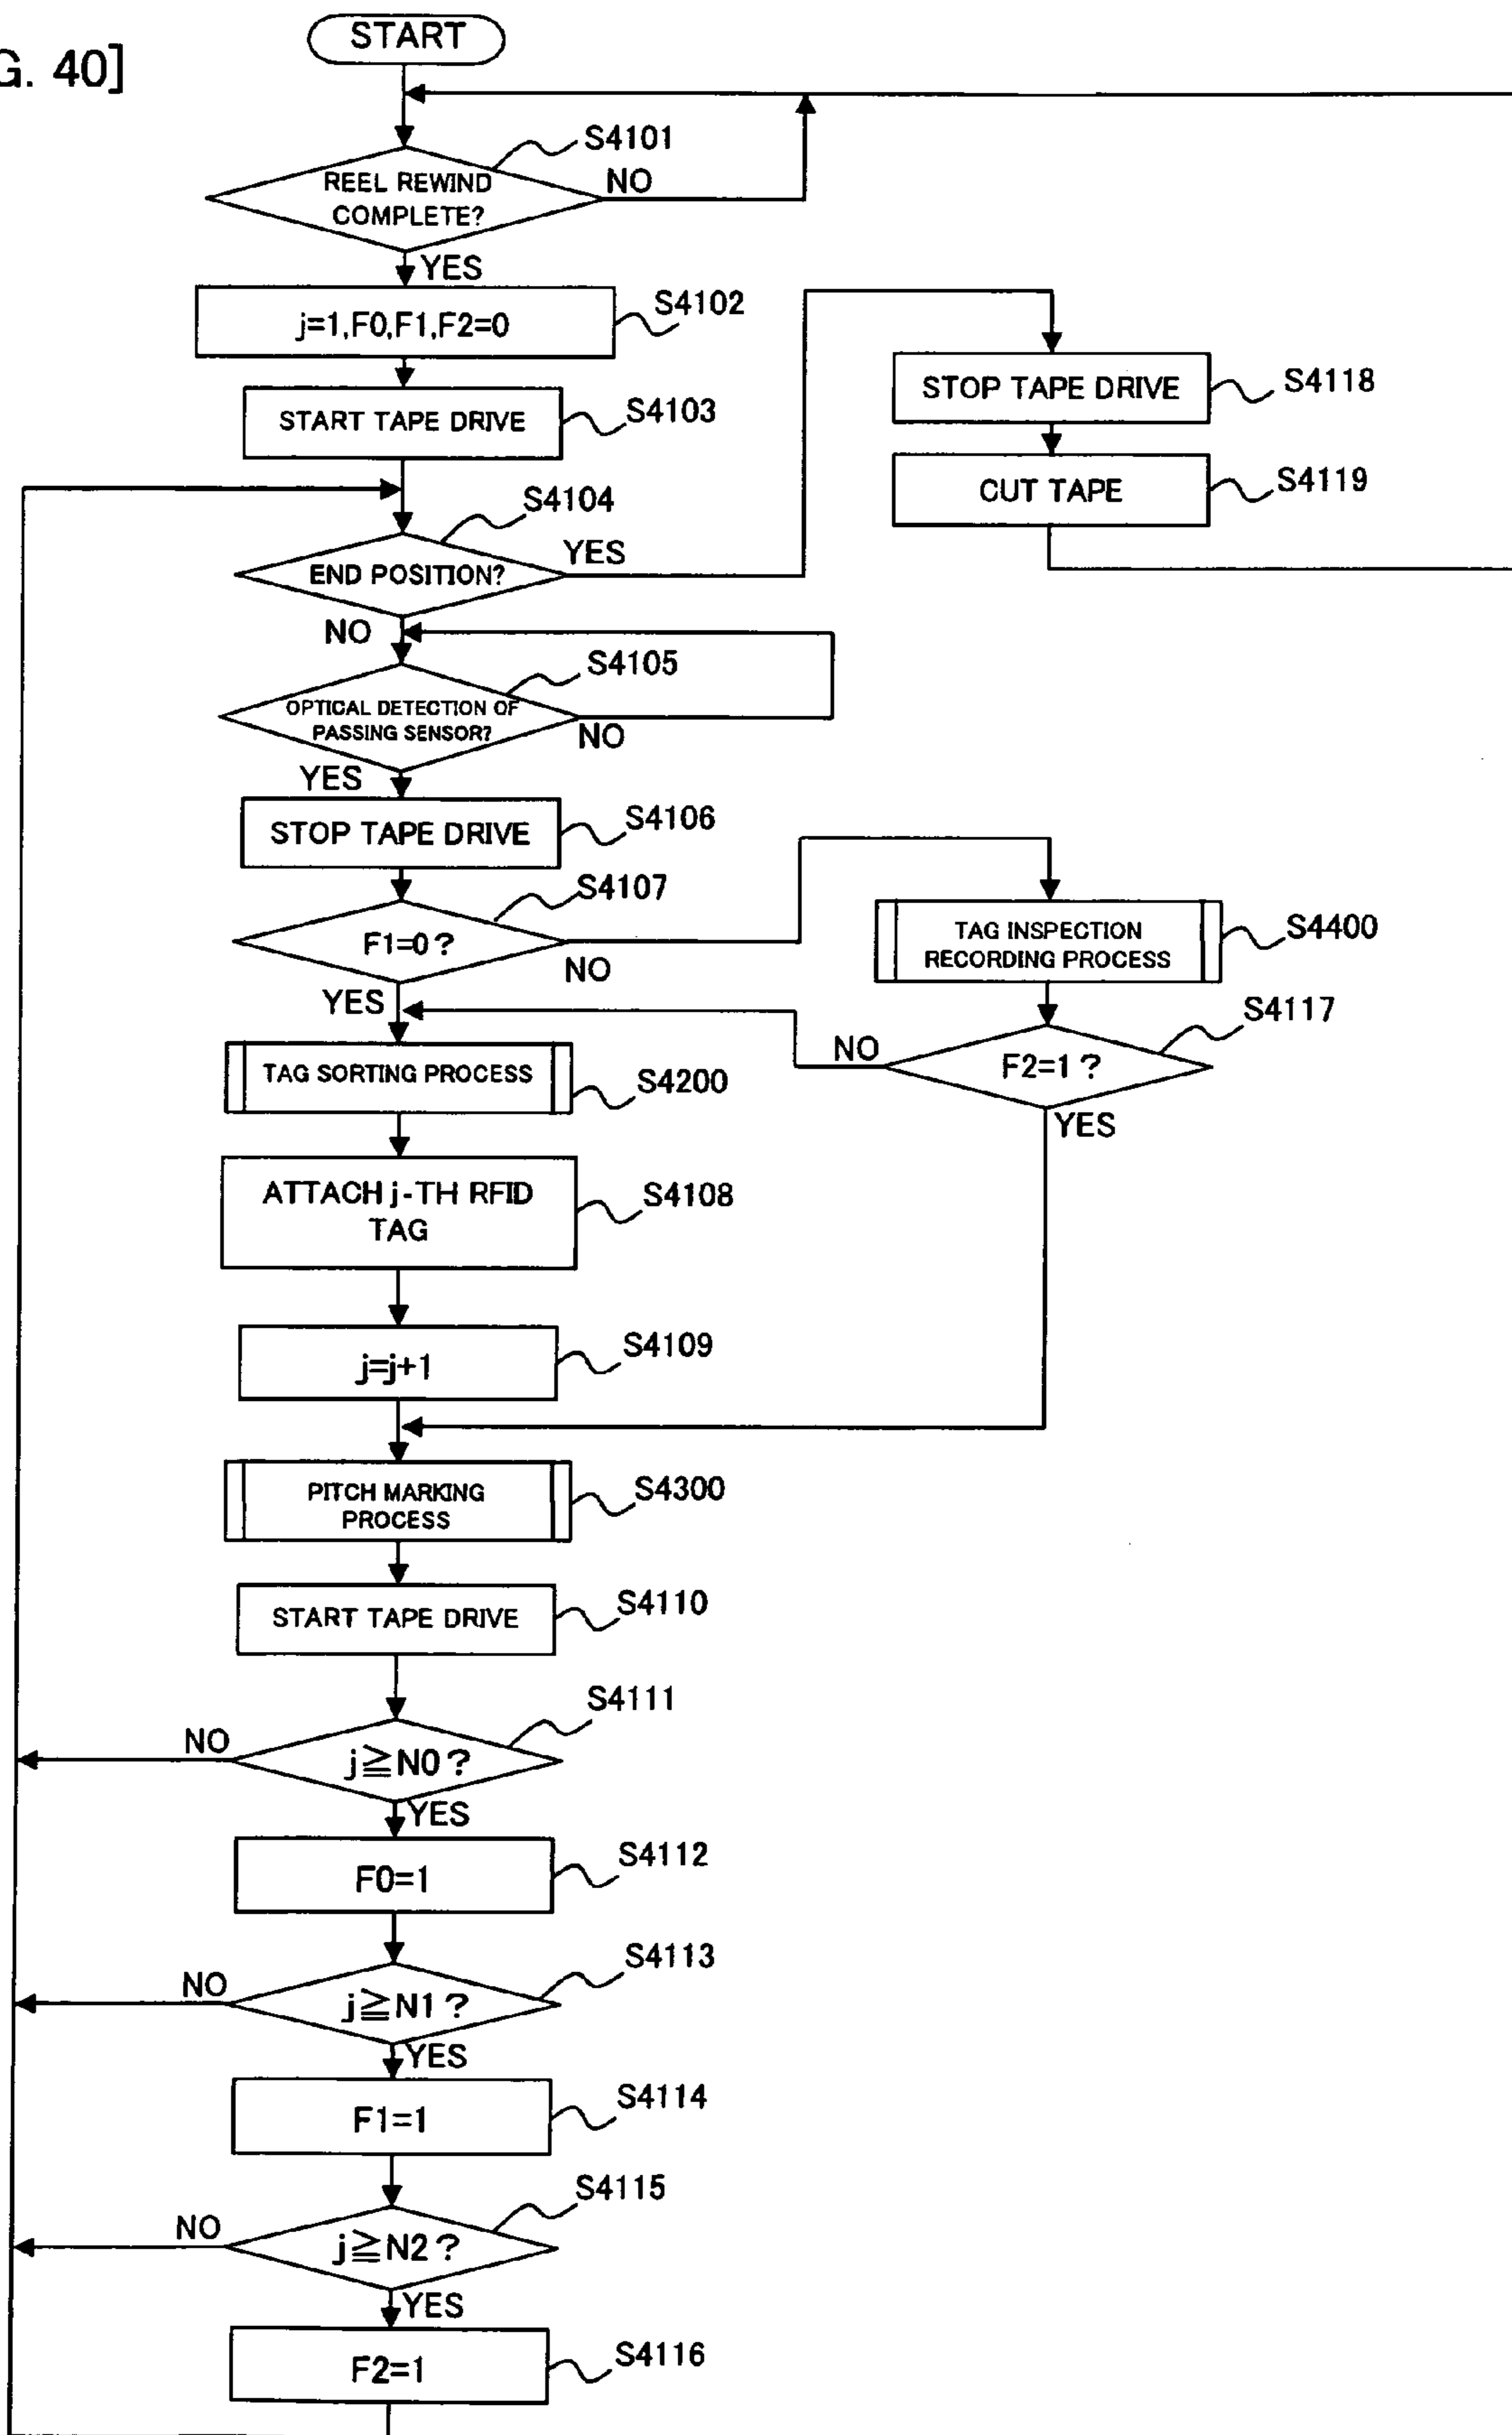 G. 40]
START
S4101
REEL REWIND
COMPLETE?
NO
YES
S4102
j=1,F0,F1,F2=0
S4118
STOP TAPE DRIVE
S4103
START TAPE DRIVE
S4119
CUT TAPE
S4104
YES
END POSITION?
NO
S4105
OPTICAL DETECTION OF
PASSING SENSOR?
NO
YES
S4106
STOP TAPE DRIVE
S4107
F1=0?
NO
S4400
TAG INSPECTION
RECORDING PROCESS
YES
S4117
NO
F2=1?
YES
TAG SORTING PROCESS
S4200
ATTACH j-TH RFID
TAG
S4108
S4109
j=j+1
S4300
PITCH MARKING
PROCESS
S4110
START TAPE DRIVE
S4111
NO
j≧N0?
YES
S4112
F0=1
S4113
NO
j≧N1?
YES
S4114
F1=1
S4115
NO
j≧N2?
YES
S4116
F2=1